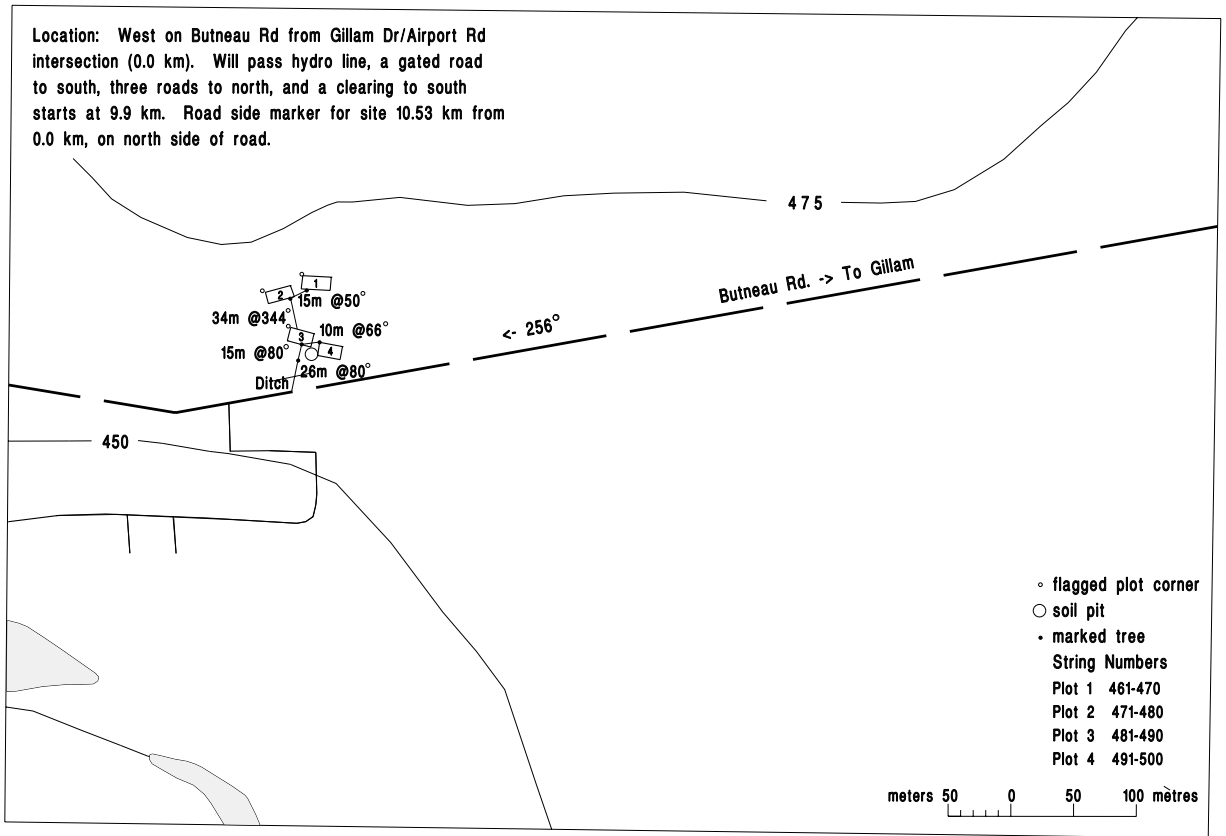 Location: West on Butneau Rd from Gillam Dr/Airport Rd
intersection (0.0 km). Will pass hydro line, a gated road
to south, three roads to north, and a clearing to south
starts at 9.9 km. Road side marker for site 10.53 km from
0.0 km, on north side of road.
475
Butneau Rd. -> To Gillam
1
2
15m @50°
34m @344°
<- 256°
10m @66°
3
4
15m @80°
26m @80°
Ditch
450
flagged plot corner
soil pit
marked tree
String Numbers
Plot 1 461-470
Plot 2 471-480
Plot 3 481-490
Plot 4 491-500
meters 50 0 50 100 mètres